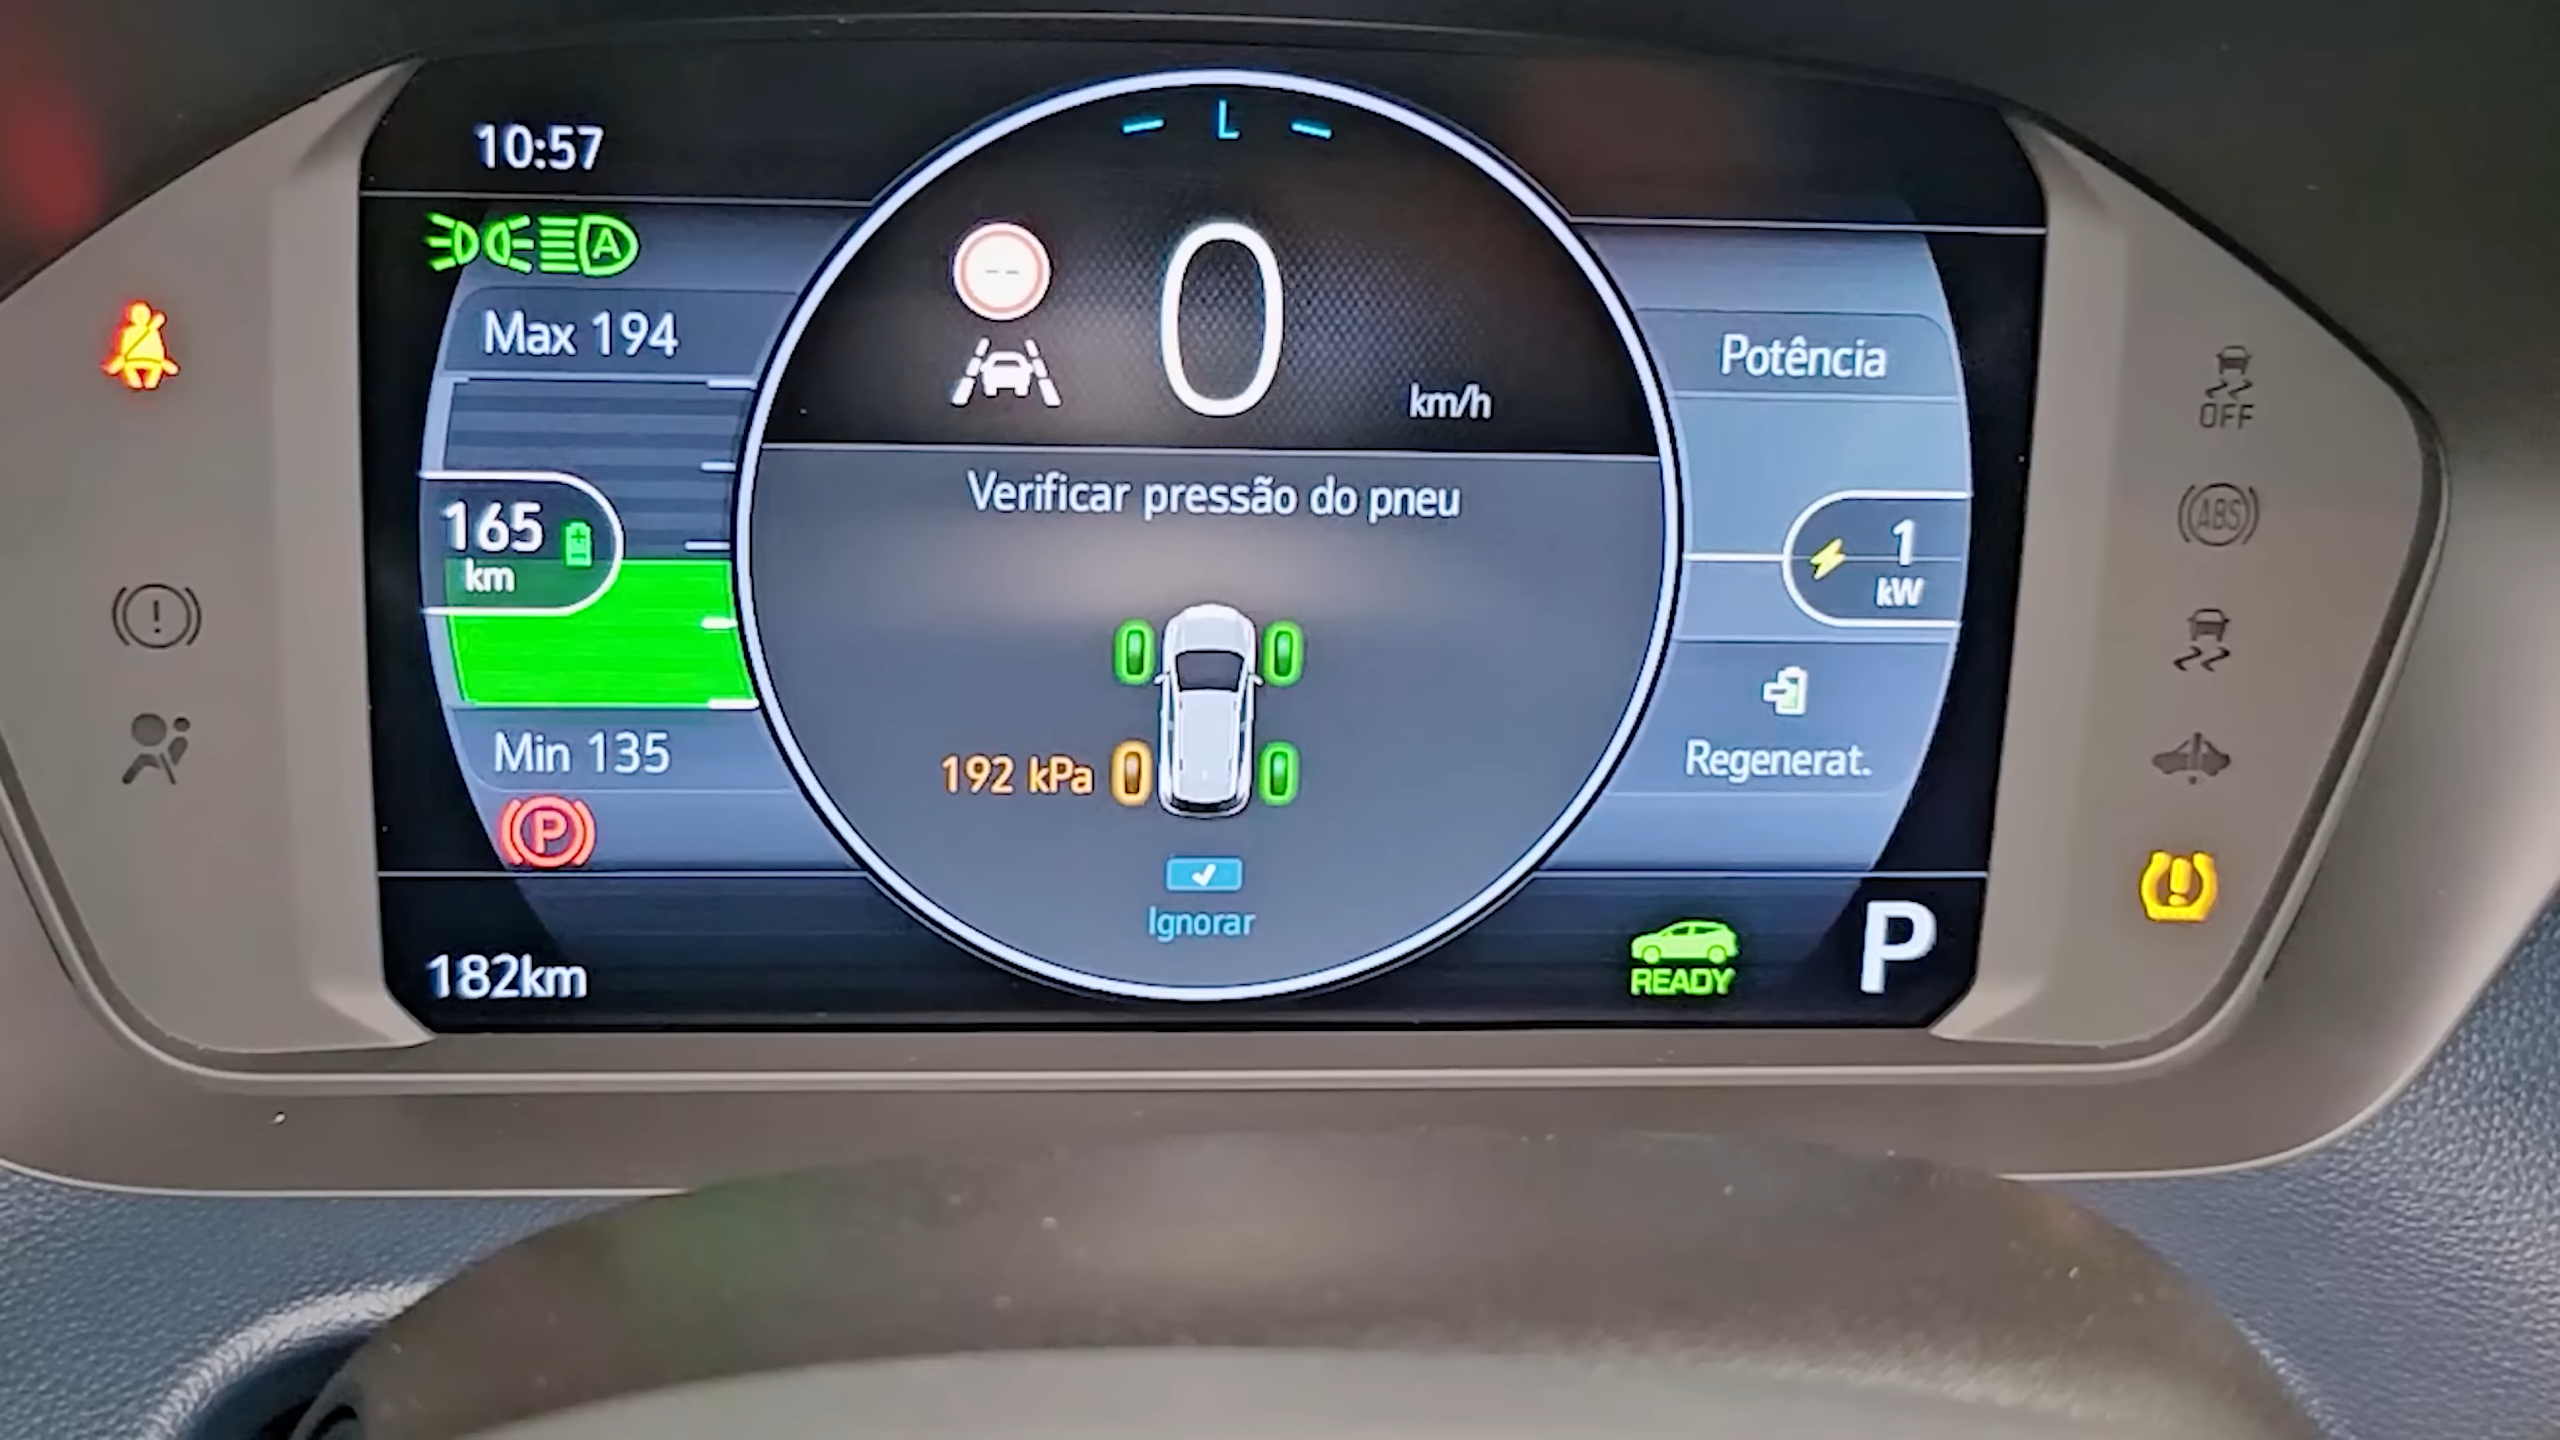 L
10:57
A
Max 194
--
0
km/h
Potência
OFF
Verificar pressão do pneu
165
km
1
kW
ABS
192 kPa
Min 135
Regenerat.
P
Ignorar
182km
READY
P